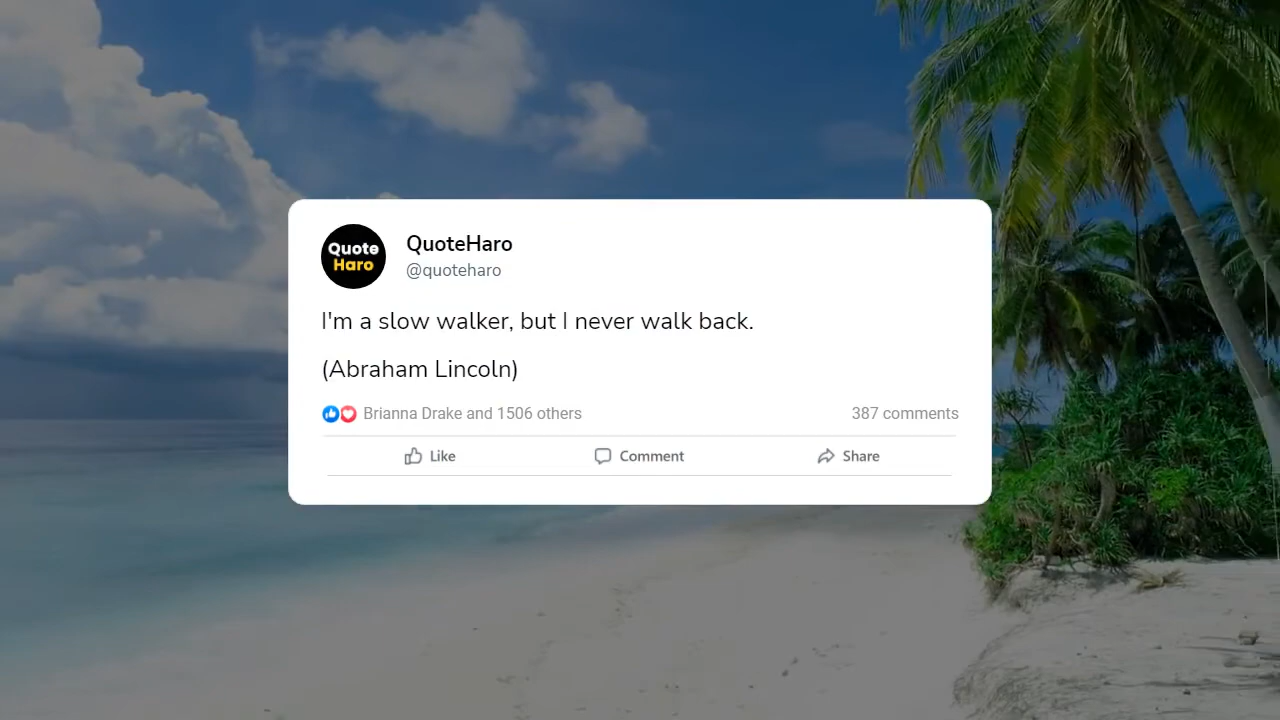 Quote
Haro
QuoteHaro
@quoteharo
I'm a slow walker, but I never walk back.
(Abraham Lincoln)
Brianna Drake and 1506 others
387 comments
Like
Comment
Share